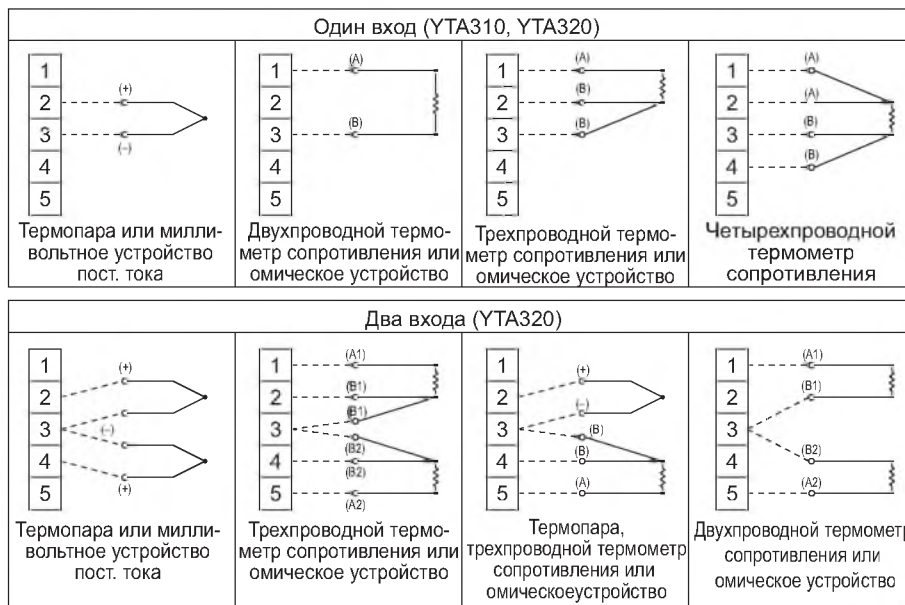 Один вход (YTA310, YTA320)
1
2
3
4
5
(+)
(–)
Термопара или милли-
вольтное устройство
пост. тока
1
2
3
4
5
(A)
(B)
Двухпроводной термо-
метр сопротивления или
омическое устройство
1
2
3
4
5
(A)
(B)
(B)
Трехпроводной термо-
метр сопротивления или
омическое устройство
1
2
3
4
5
(A)
(A)
(B)
(B)
Четырехпроводной
термометр
сопротивления
Два входа (YTA320)
1
2
3
4
5
(+)
(–)
(+)
Термопара или милли-
вольтное устройство
пост. тока
1
2
3
4
5
(A1)
(B1)
(B1)
(B2)
(B2)
(A2)
Трехпроводной термо-
метр сопротивления или
омическое устройство
1
2
3
4
5
(+)
(–)
(B)
(B)
(A)
Термопара,
трехпроводной термометр
сопротивления или
омическоеустройство
1
2
3
4
5
(A1)
(B1)
(B2)
(A2)
Двухпроводной термометр
сопротивления или
омическое устройство